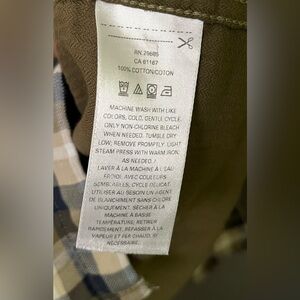 RN 29685
CA 61167
100% COTTON/COTON
MACHINE WASH WITH LIKE
COLORS, COLD, GENTLE CYCLE.
ONLY NON CHLORINE BLEACH
WHEN NEEDED. TUMBLE DRY
LOW; REMOVE PROMPTLY. LIGHT
STEAM PRESS WITH WARM IRON,
AS NEEDED. /
LAVER À LA MACHINE À L'EAU
FROIDE, AVEC COULEURS
SEMBLABLES, CYCLE DÉLICAT.
UTILISER AU BESOIN UN AGENT
DE BLANCHIMENT SANS CHLORE
UNIQUEMENT. SÉCHER À LA
MACHINE À BASSE
TEMPÉRATURE; RETIRER
RAPIDEMENT. REPASSER À LA
VAPEUR ET FER CHAUD, SI
NÉCESSAIRE.